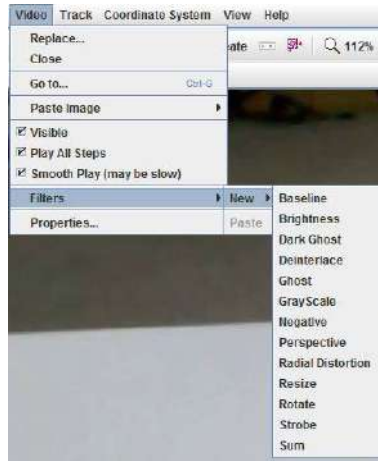 Video Track Coordinate System View Help
Replace...
Close
ate 112%
Go to... Ctrl-G
Paste Image
Visible
Play All Steps
Smooth Play (may be slow)
Filters New Baseline
Properties... Paste Brightness
Dark Ghost
Deinterlace
Ghost
GrayScale
Negative
Perspective
Radial Distortion
Resize
Rotate
Strobe
Sum